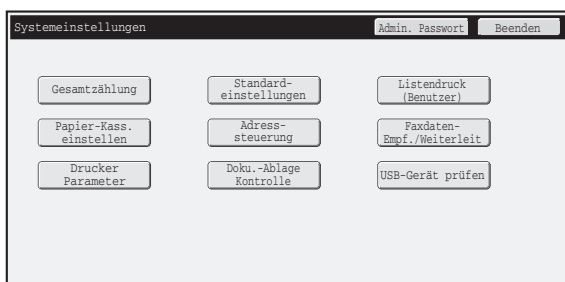 Systemeinstellungen
Admin. Passwort
Beenden
Gesamtzählung
Standard-
einstellungen
Listendruck
(Benutzer)
Papier-Kass.
einstellen
Adress-
steuerung
Faxdaten-
Empf./Weiterleit
Drucker
Parameter
Doku.-Ablage
Kontrolle
USB-Gerät prüfen